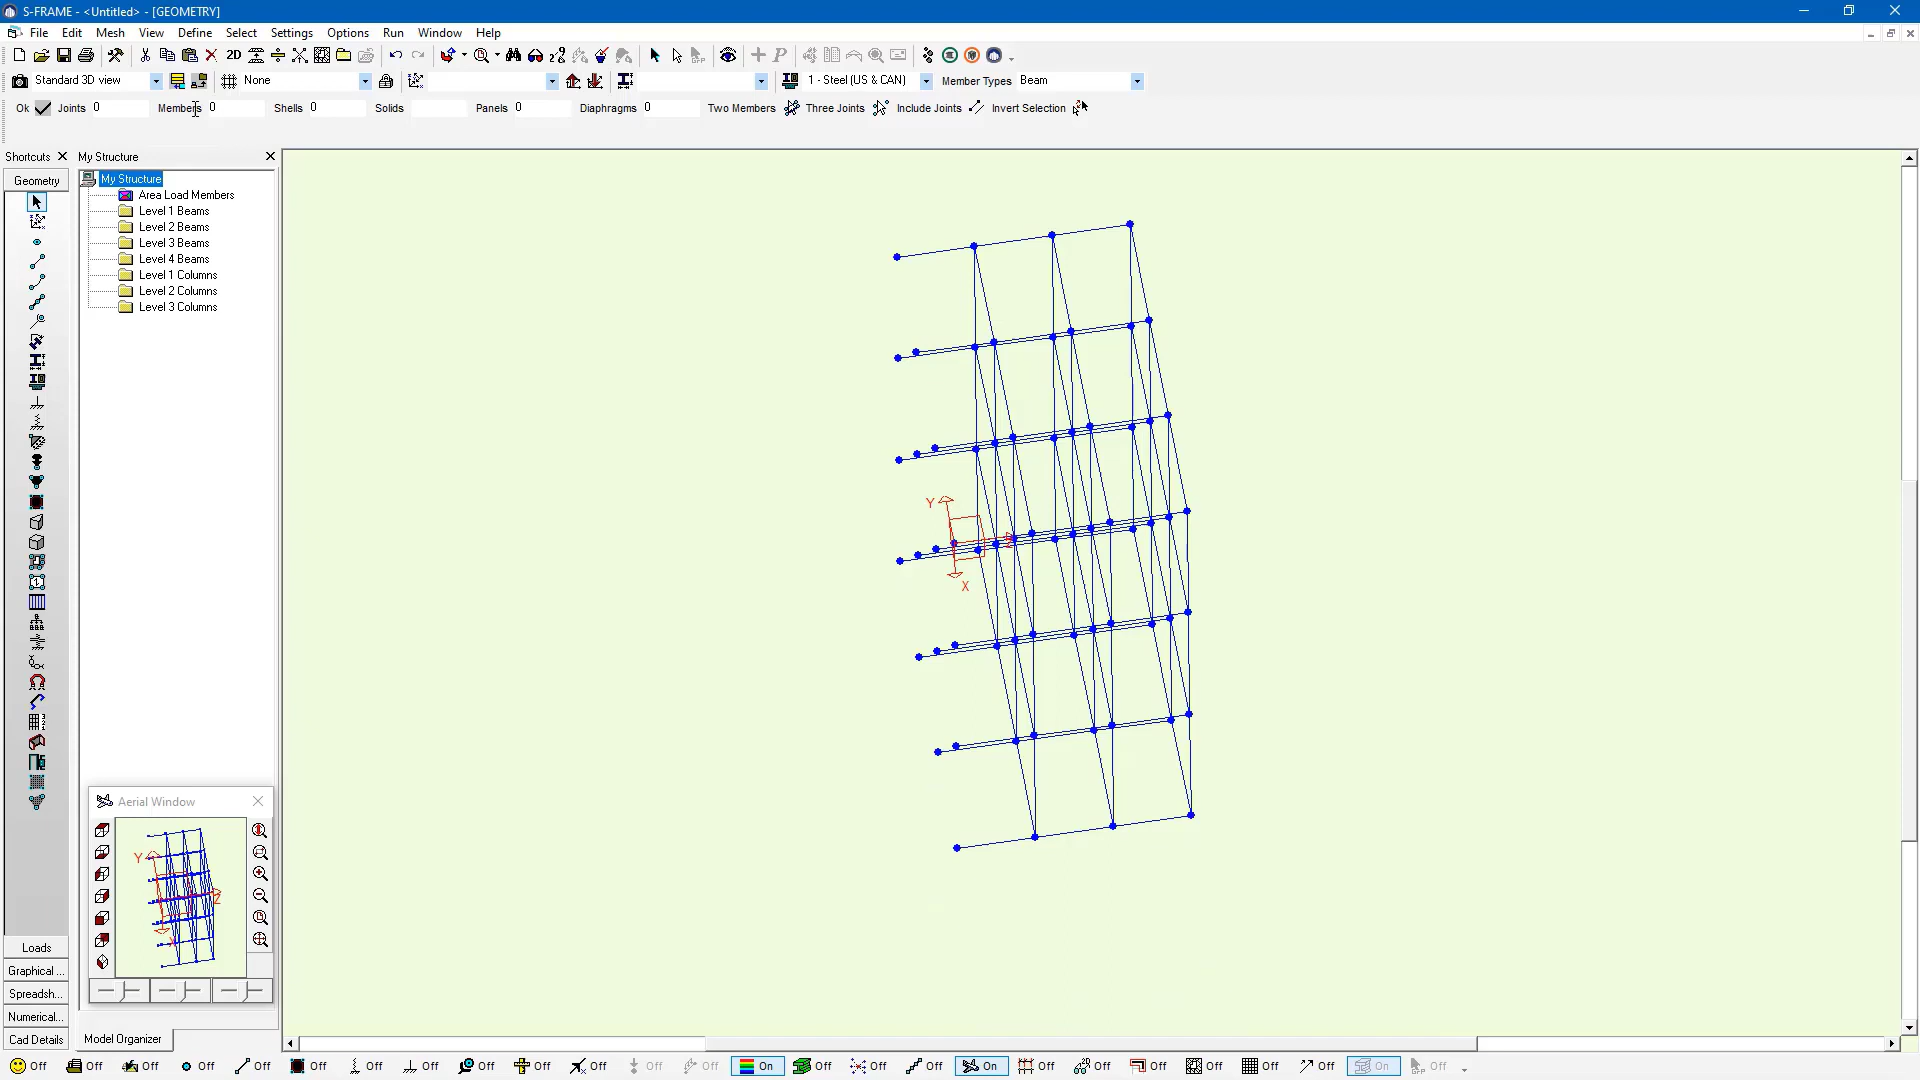 S-FRAME - <Untitled> - [GEOMETRY]
File Edit Mesh View Define Select Settings Options Run Window Help
2D
Standard 3D view None 1 - Steel (US & CAN) Member Types Beam
Ok Joints 0 Members 0 Shells 0 Solids Panels 0 Diaphragms 0 Two Members Three Joints Include Joints Invert Selection
Shortcuts My Structure
Geometry My Structure
Area Load Members
Level 1 Beams
Level 2 Beams
Level 3 Beams
Level 4 Beams
Level 1 Columns
Level 2 Columns
Level 3 Columns
Y
X
Aerial Window
Y
Z
X
Loads
Graphical ...
Spreadsh...
Numerical...
Cad Details
Model Organizer
Off Off Off Off Off Off Off Off Off Off Off Off Off On Off Off Off On Off Off Off Off Off Off On Off